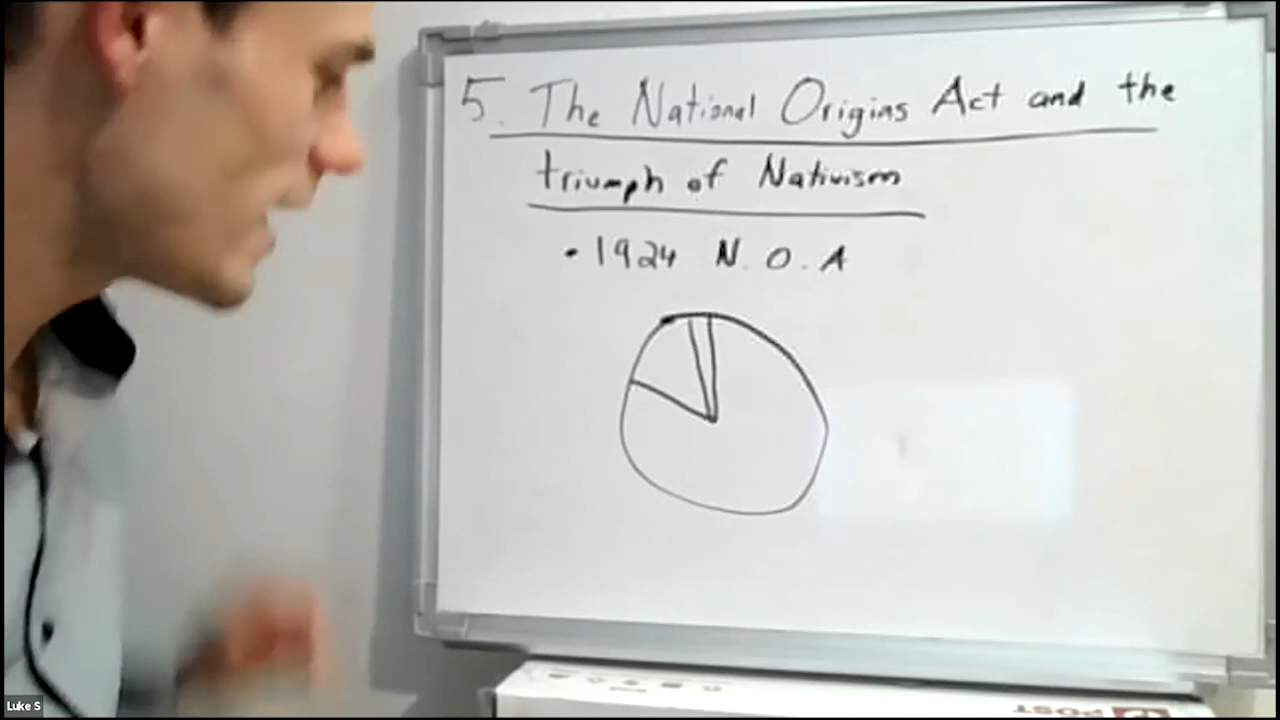 5. The National Origins Act and the
triumph of Nativism
• 1924 N.O.A
Luke S